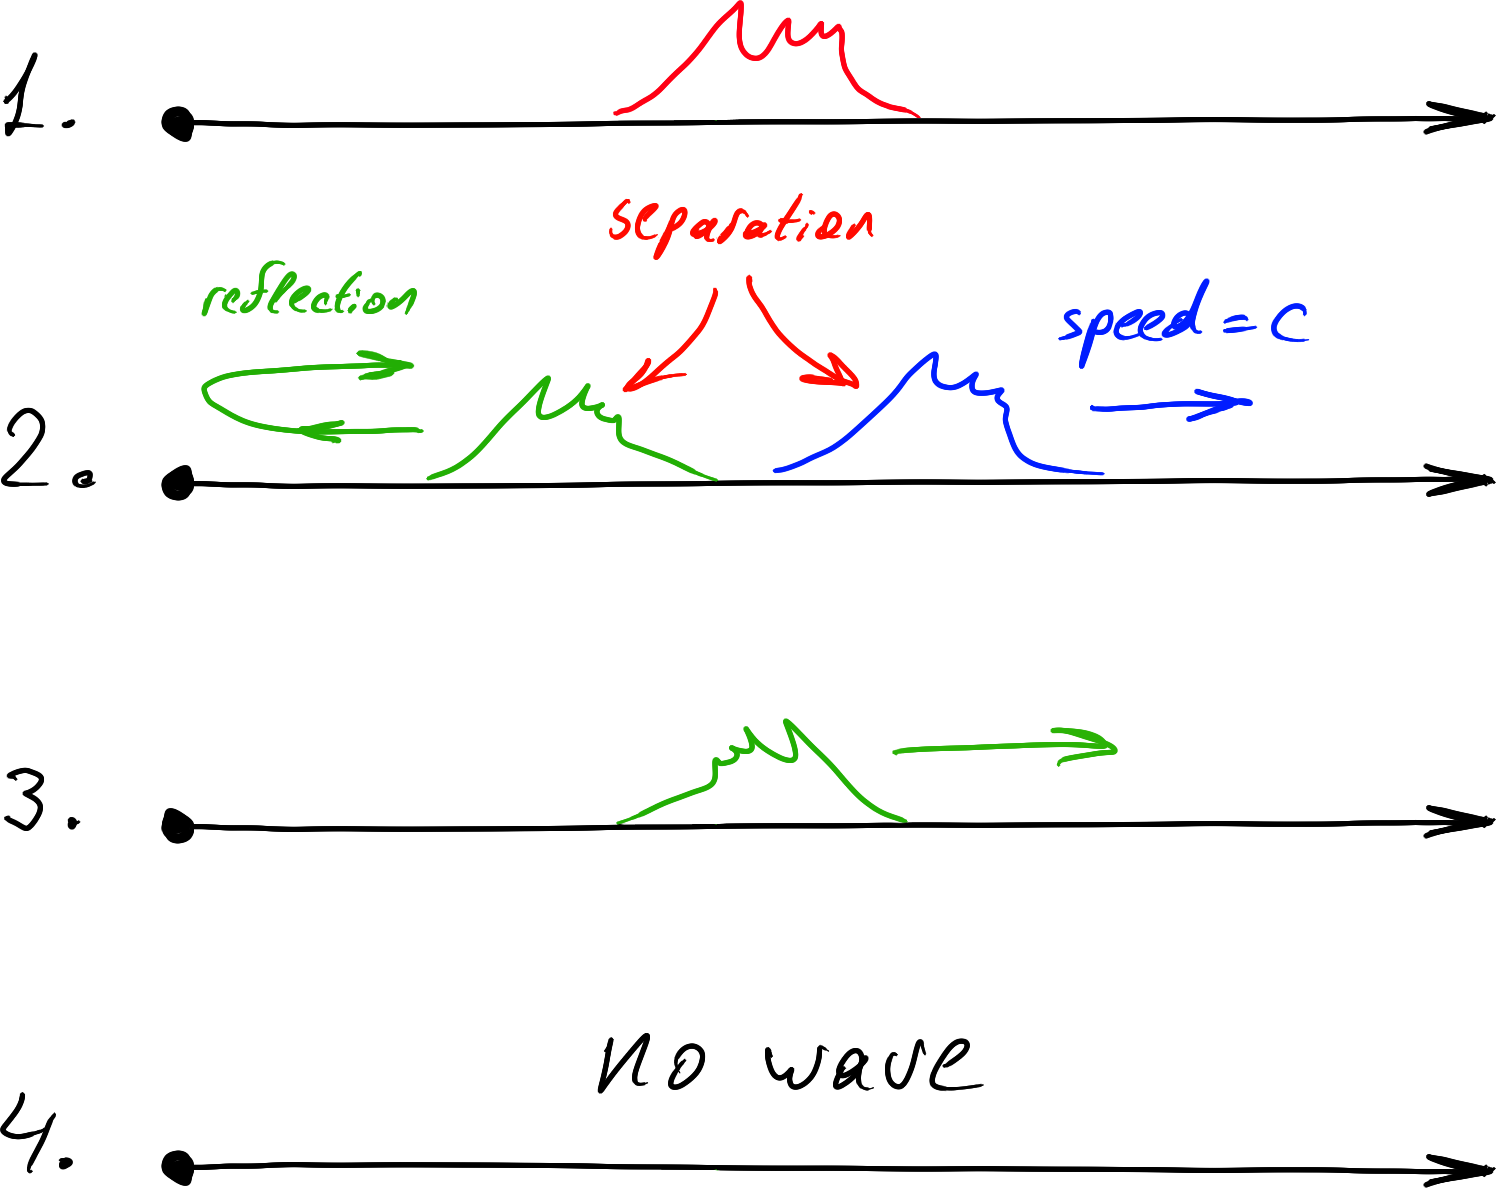 1.
separation
reflection
speed = c
2.
3.
no wave
4.